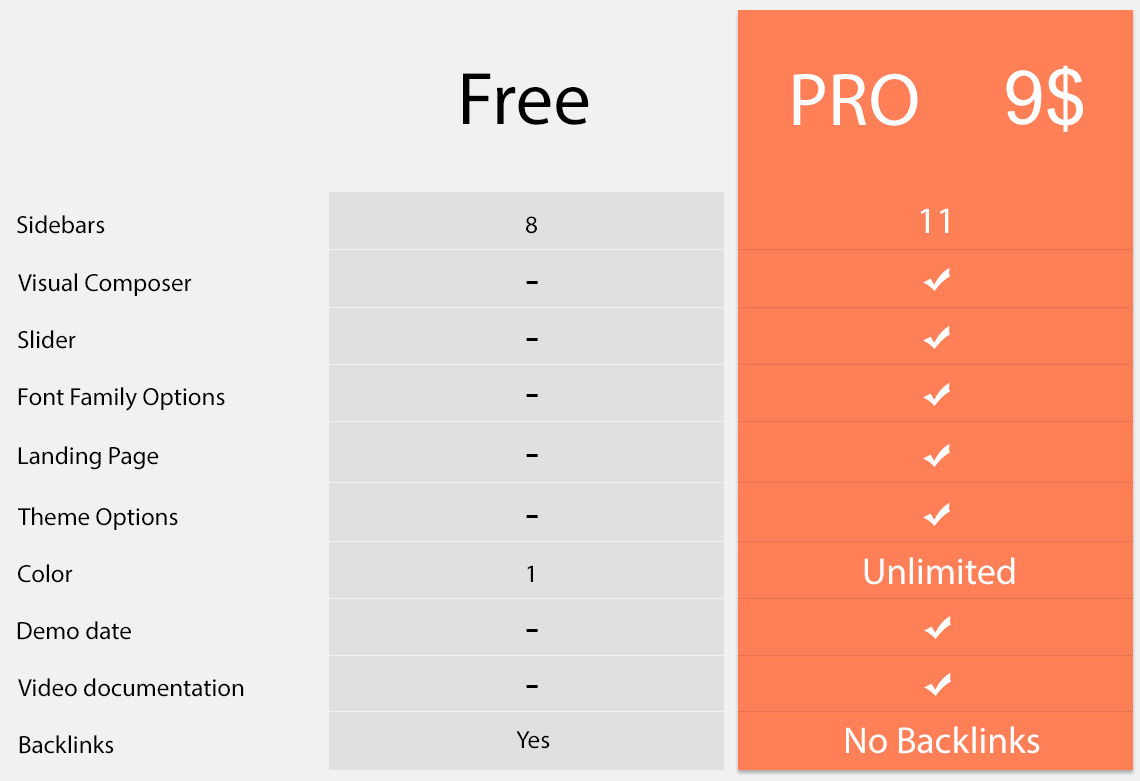 Free PRO 9$
Sidebars 8 11
Visual Composer -
Slider -
Font Family Options -
Landing Page -
Theme Options -
Color 1 Unlimited
Demo date -
Video documentation -
Backlinks Yes No Backlinks